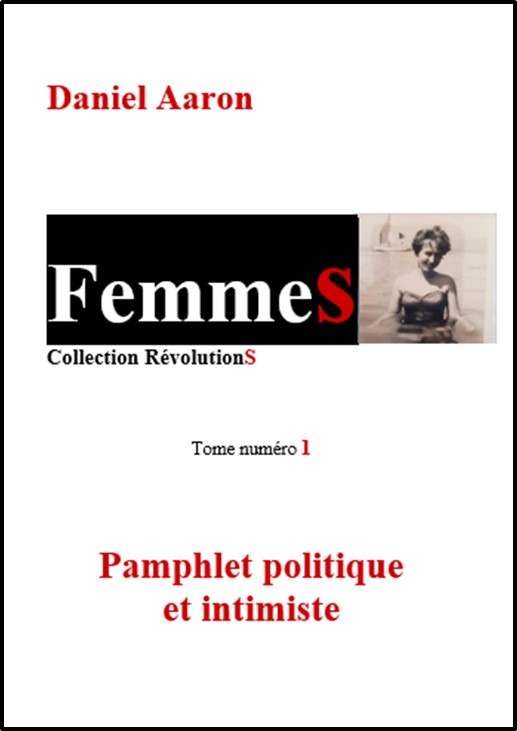 Daniel Aaron
FemmeS
Collection RévolutionS
Tome numéro 1
Pamphlet politique
et intimiste